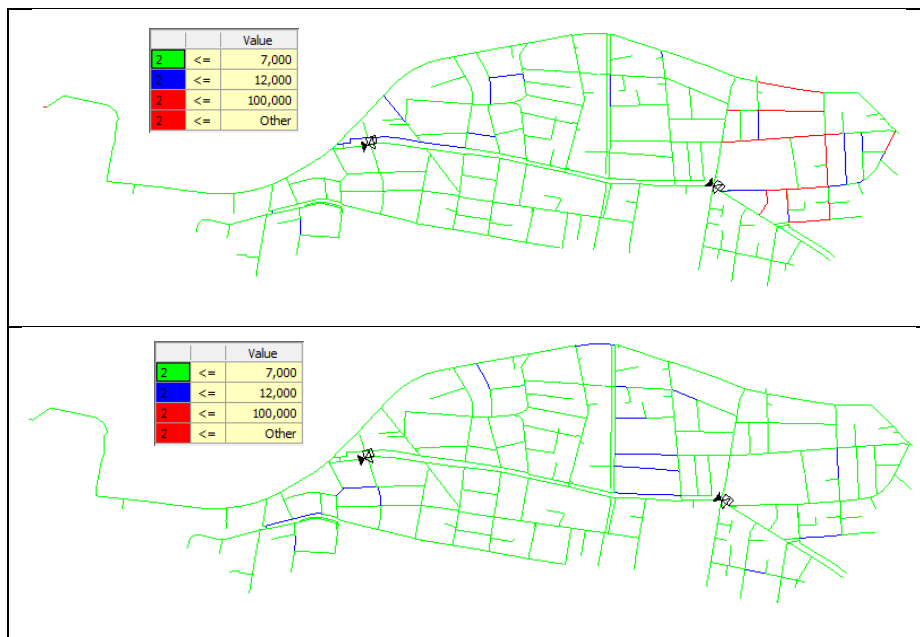 Value
2 <= 7,000
2 <= 12,000
2 <= 100,000
2 <= Other
Value
2 <= 7,000
2 <= 12,000
2 <= 100,000
2 <= Other